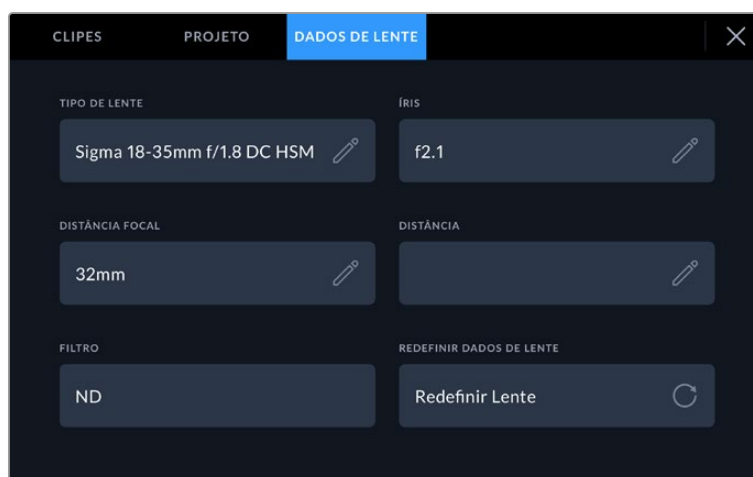 CLIPES PROJETO DADOS DE LENTE
TIPO DE LENTE ÍRIS
Sigma 18-35mm f/1.8 DC HSM f2.1
DISTÂNCIA FOCAL DISTÂNCIA
32mm
FILTRO REDEFINIR DADOS DE LENTE
ND Redefinir Lente